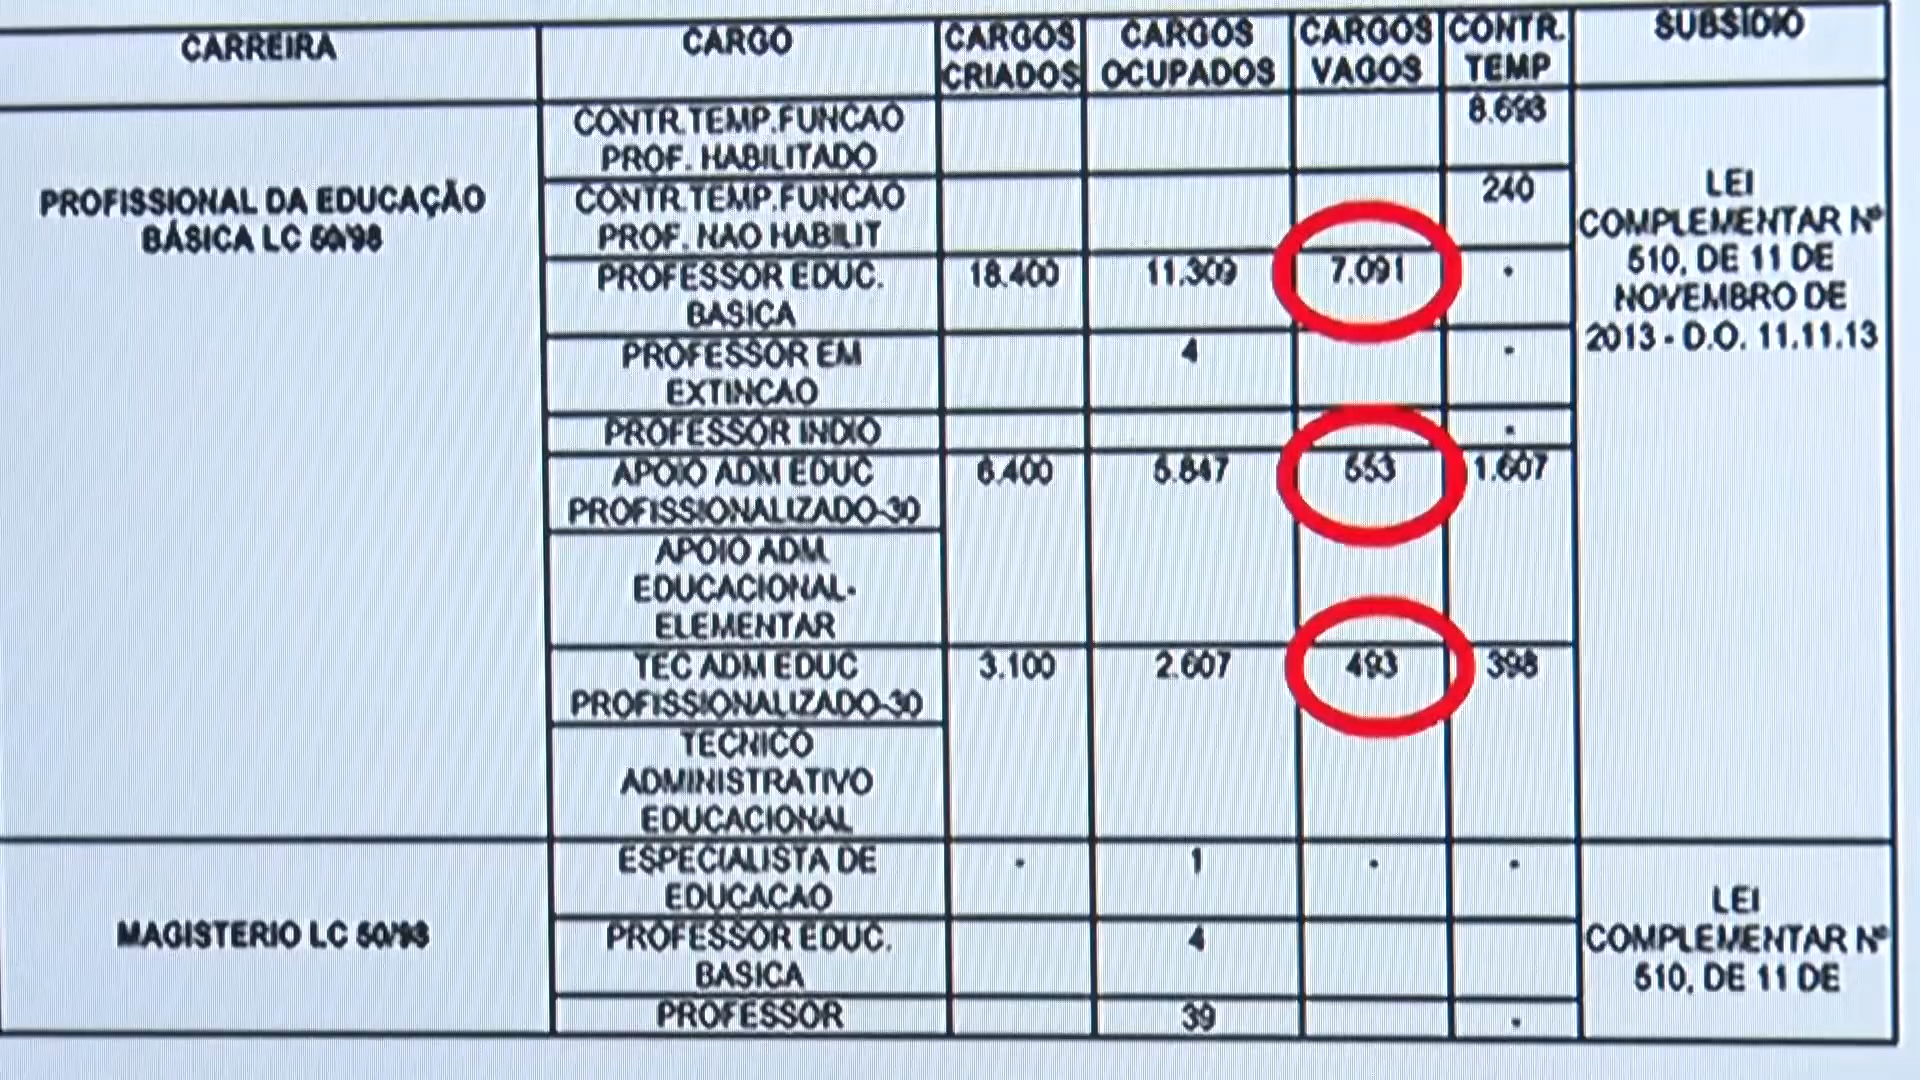 CARREIRA
CARGO
CARGOS CRIADOS
CARGOS OCUPADOS
CARGOS VAGOS
CONTR. TEMP
SUBSIDIO
PROFISSIONAL DA EDUCAÇÃO
BÁSICA LC 50/98
CONTR.TEMP.FUNCAO
PROF. HABILITADO
8.693
CONTR.TEMP.FUNCAO
PROF. NAO HABILIT
240
PROFESSOR EDUC.
BASICA
18.400
11.309
7.091
-
PROFESSOR EM
EXTINCAO
4
-
PROFESSOR INDIO
-
APOIO ADM EDUC
PROFISSIONALIZADO-30
6.400
5.847
553
1.607
APOIO ADM
EDUCACIONAL-
ELEMENTAR
TEC ADM EDUC
PROFISSIONALIZADO-30
3.100
2.607
493
398
TECNICO
ADMINISTRATIVO
EDUCACIONAL
LEI
COMPLEMENTAR Nº
510, DE 11 DE
NOVEMBRO DE
2013 - D.O. 11.11.13
MAGISTERIO LC 50/98
ESPECIALISTA DE
EDUCACAO
-
1
-
-
PROFESSOR EDUC.
BASICA
4
PROFESSOR
39
-
LEI
COMPLEMENTAR Nº
510, DE 11 DE